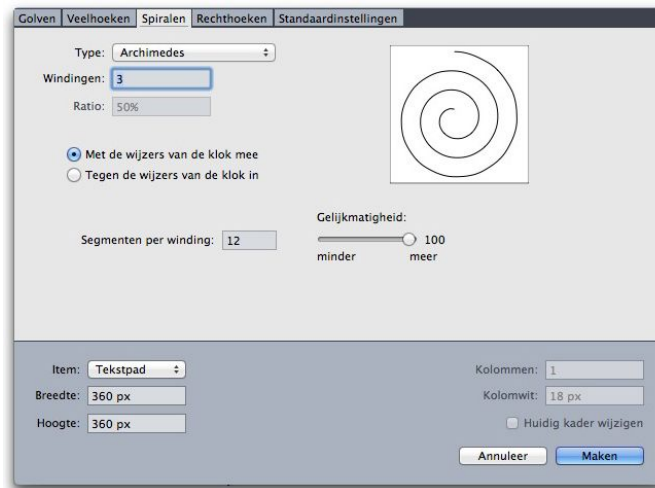 Golven Veelhoeken Spiralen Rechthoeken Standaardinstellingen
Type: Archimedes
Windingen: 3
Ratio: 50%
Met de wijzers van de klok mee
Tegen de wijzers van de klok in
Gelijkmatigheid:
Segmenten per winding: 12 100
minder meer
Item: Tekstpad Kolommen: 1
Breedte: 360 px Kolomwit: 18 px
Hoogte: 360 px Huidig kader wijzigen
Annuleer Maken